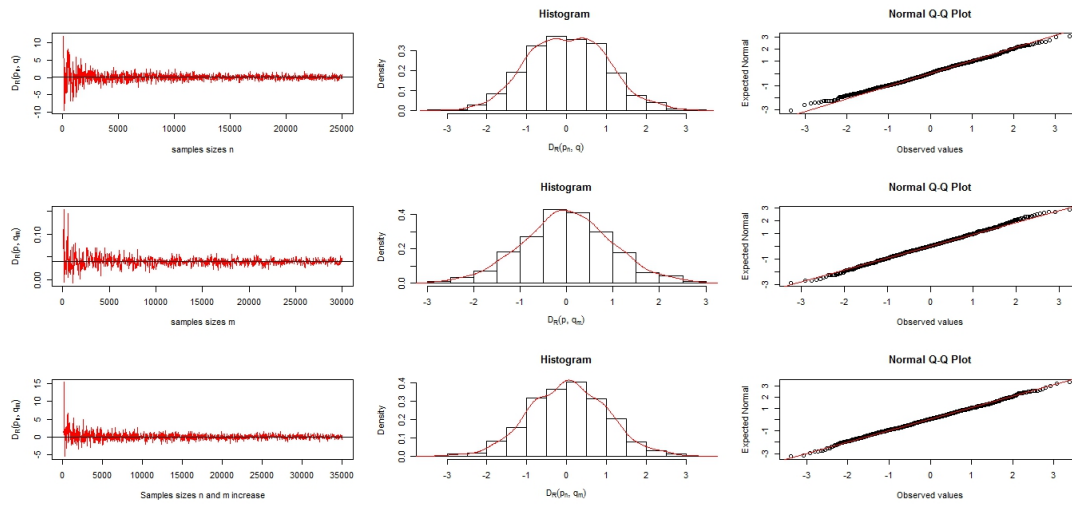 Histogram
Normal Q-Q Plot
D_R(p_n, q)
10
5
0
-5
-10
0 5000 10000 15000 20000 25000
samples sizes n
Density
0.3
0.2
0.1
0.0
-3 -2 -1 0 1 2 3
D_R(p_n, q)
Expected Normal
3
1
-1
-3
-3 -2 -1 0 1 2 3
Observed values
Histogram
Normal Q-Q Plot
D_R(p, q_m)
0.10
0.00
0 5000 10000 15000 20000 25000 30000
samples sizes m
Density
0.4
0.2
0.0
-3 -2 -1 0 1 2 3
D_R(p, q_m)
Expected Normal
3
1
-1
-3
-3 -2 -1 0 1 2 3
Observed values
Histogram
Normal Q-Q Plot
D_R(p_n, q_m)
15
10
5
0
-5
0 5000 10000 15000 20000 25000 30000 35000
Samples sizes n and m increase
Density
0.4
0.3
0.2
0.1
0.0
-3 -2 -1 0 1 2 3
D_R(p_n, q_m)
Expected Normal
3
1
-1
-3
-3 -2 -1 0 1 2 3
Observed values